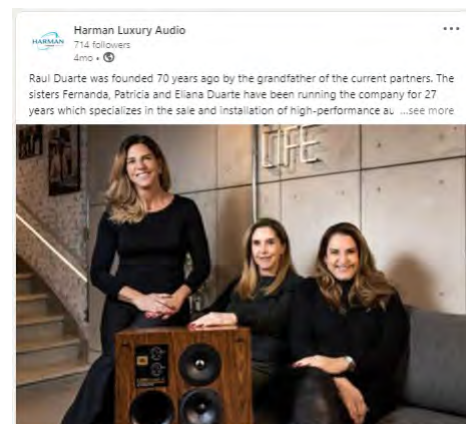 HARMAN
Harman Luxury Audio
714 followers
4mo •
Raul Duarte was founded 70 years ago by the grandfather of the current partners. The
sisters Fernanda, Patricia and Eliana Duarte have been running the company for 27
years which specializes in the sale and installation of high-performance au ...see more
LIFE
JBL